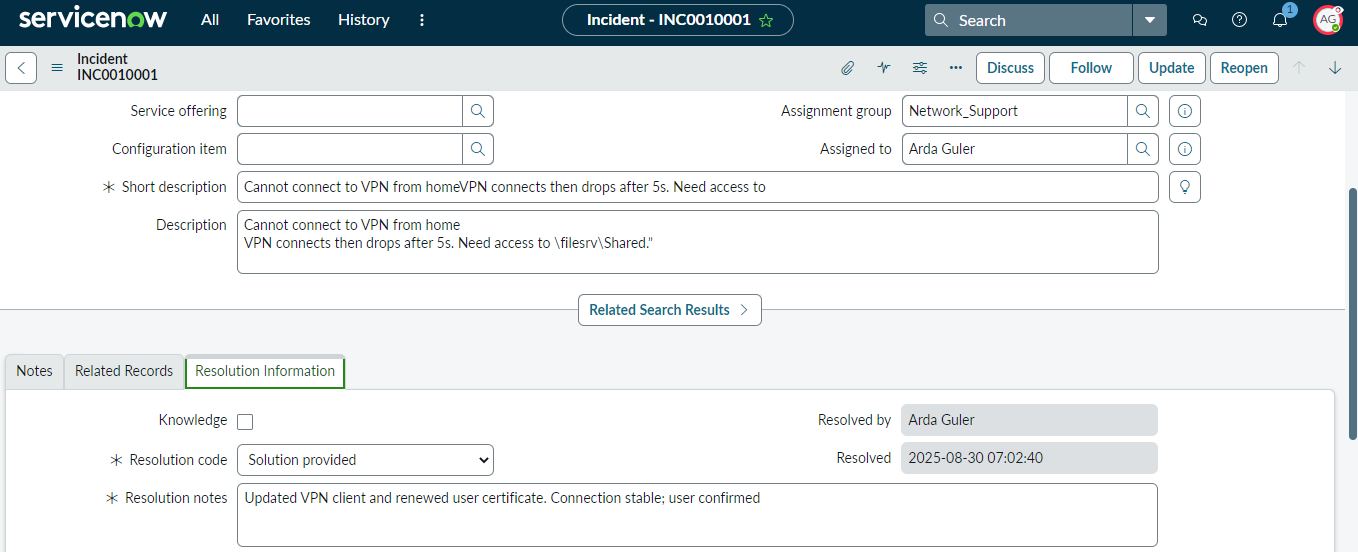 servicenow All Favorites History Incident - INC0010001 Search 1 AG
Incident
INC0010001
Discuss Follow Update Reopen
Service offering
Assignment group Network_Support
Configuration item
Assigned to Arda Guler
Short description Cannot connect to VPN from homeVPN connects then drops after 5s. Need access to
Description Cannot connect to VPN from home
VPN connects then drops after 5s. Need access to \filesrv\Shared.”
Related Search Results
Notes Related Records Resolution Information
Knowledge
Resolved by Arda Guler
Resolution code Solution provided
Resolved 2025-08-30 07:02:40
Resolution notes Updated VPN client and renewed user certificate. Connection stable; user confirmed